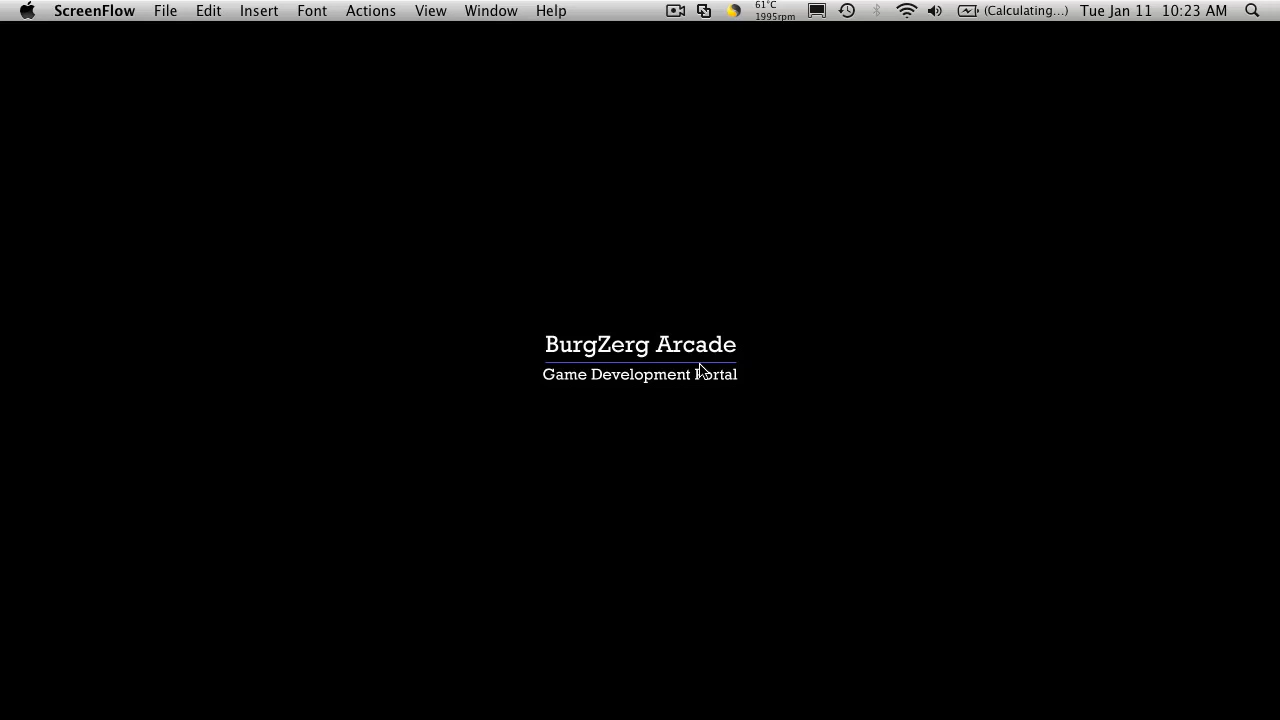 ScreenFlow File Edit Insert Font Actions View Window Help 61°C 1995rpm (Calculating...) Tue Jan 11 10:23 AM
BurgZerg Arcade
Game Development Portal